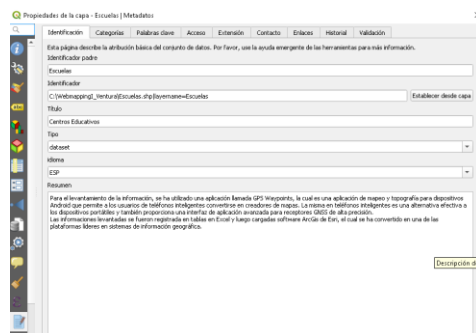 Propiedades de la capa - Escuelas | Metadatos
Identificación Categorías Palabras clave Acceso Extensión Contacto Enlaces Historial Validación
Esta página describe la atribución básica del conjunto de datos. Por favor, use la ayuda emergente de las herramientas para más información.
Identificador padre
Escuelas
Identificador
C:\Webmapping1_Ventura\Escuelas.shp|layername=Escuelas Establecer desde capa
Título
Centros Educativos
Tipo
dataset
Idioma
ESP
Resumen
Para el levantamiento de la información, se ha utilizado una aplicación llamada GPS Waypoints, la cual es una aplicación de mapeo y topografía para dispositivos
Android que permite a los usuarios de teléfonos inteligentes convertirse en creadores de mapas. La misma en teléfonos inteligentes es una alternativa efectiva a
los dispositivos portátiles y también proporciona una interfaz de aplicación avanzada para receptores GNSS de alta precisión.
Las informaciones levantadas se fueron registrada en tablas en Excel y luego cargadas software ArcGis de Esri, el cual se ha convertido en una de las
plataformas líderes en sistemas de información geográfica.
Descripción d